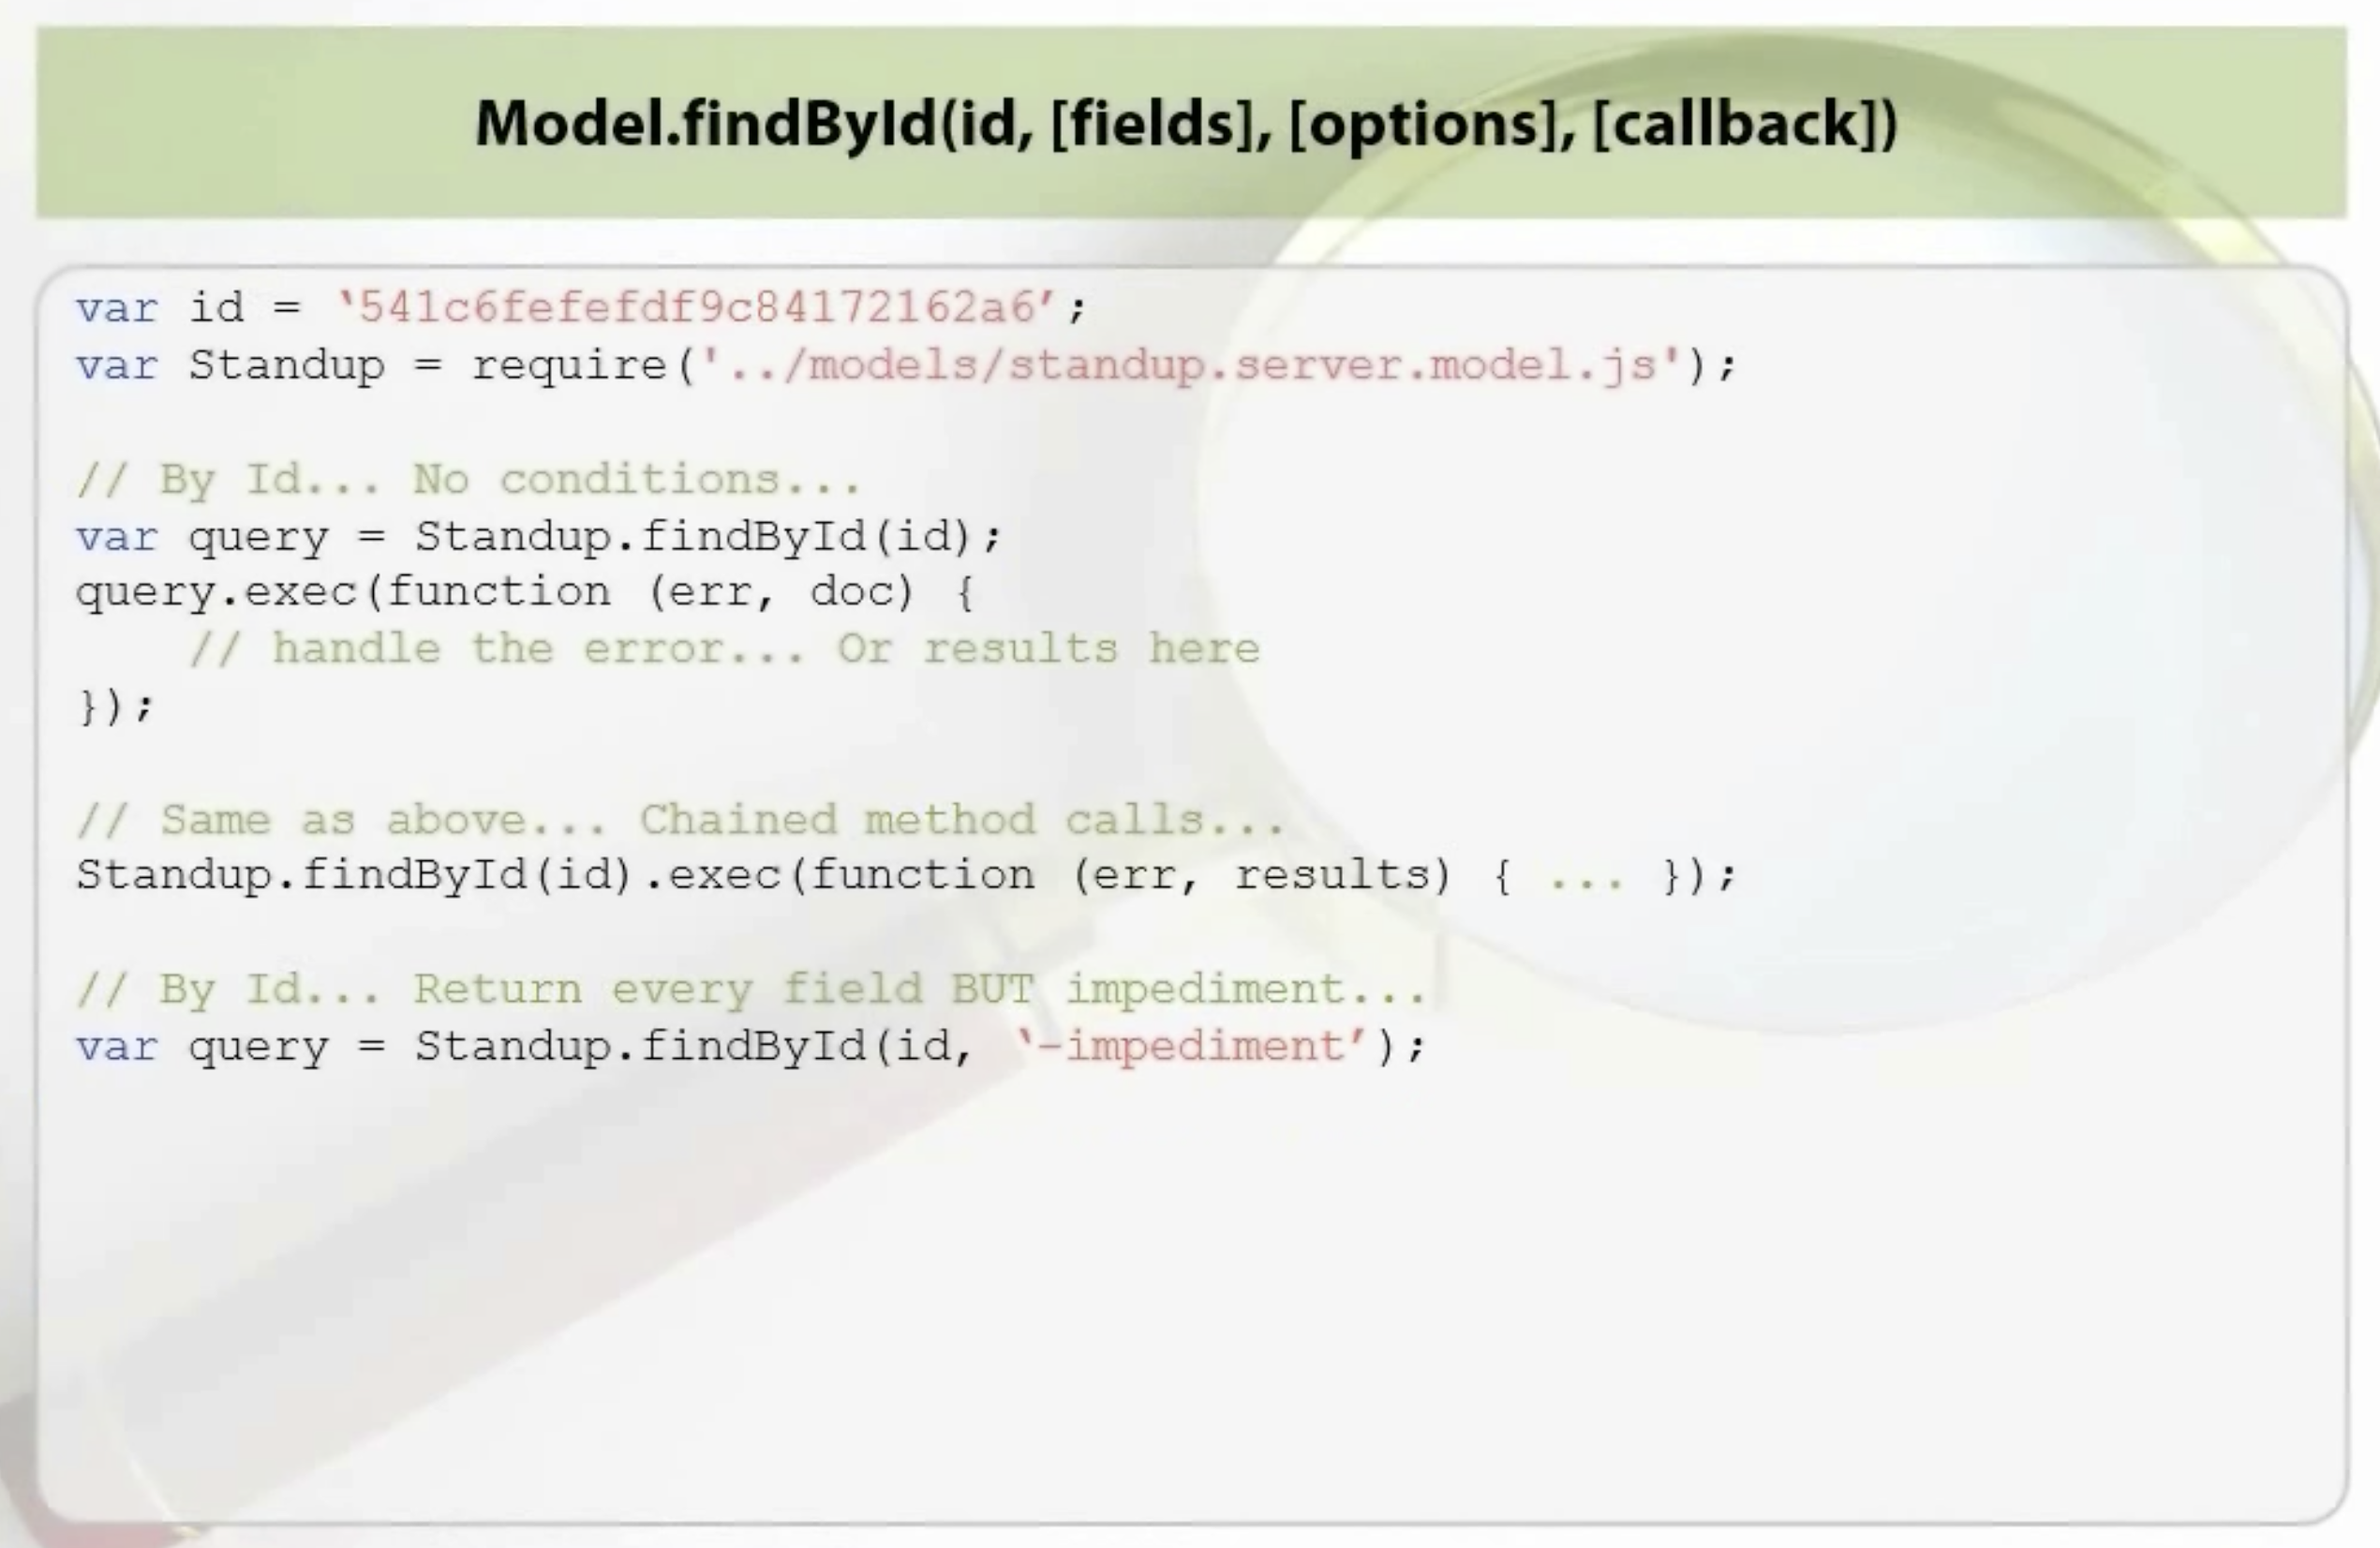 Model.findById(id, [fields], [options], [callback])
var id = ‛541c6fefefdf9c84172162a6’;
var Standup = require('../models/standup.server.model.js');
// By Id... No conditions...
var query = Standup.findById(id);
query.exec(function (err, doc) {
    // handle the error... Or results here
});
// Same as above... Chained method calls...
Standup.findById(id).exec(function (err, results) { ... });
// By Id... Return every field BUT impediment...
var query = Standup.findById(id, ‛-impediment’);